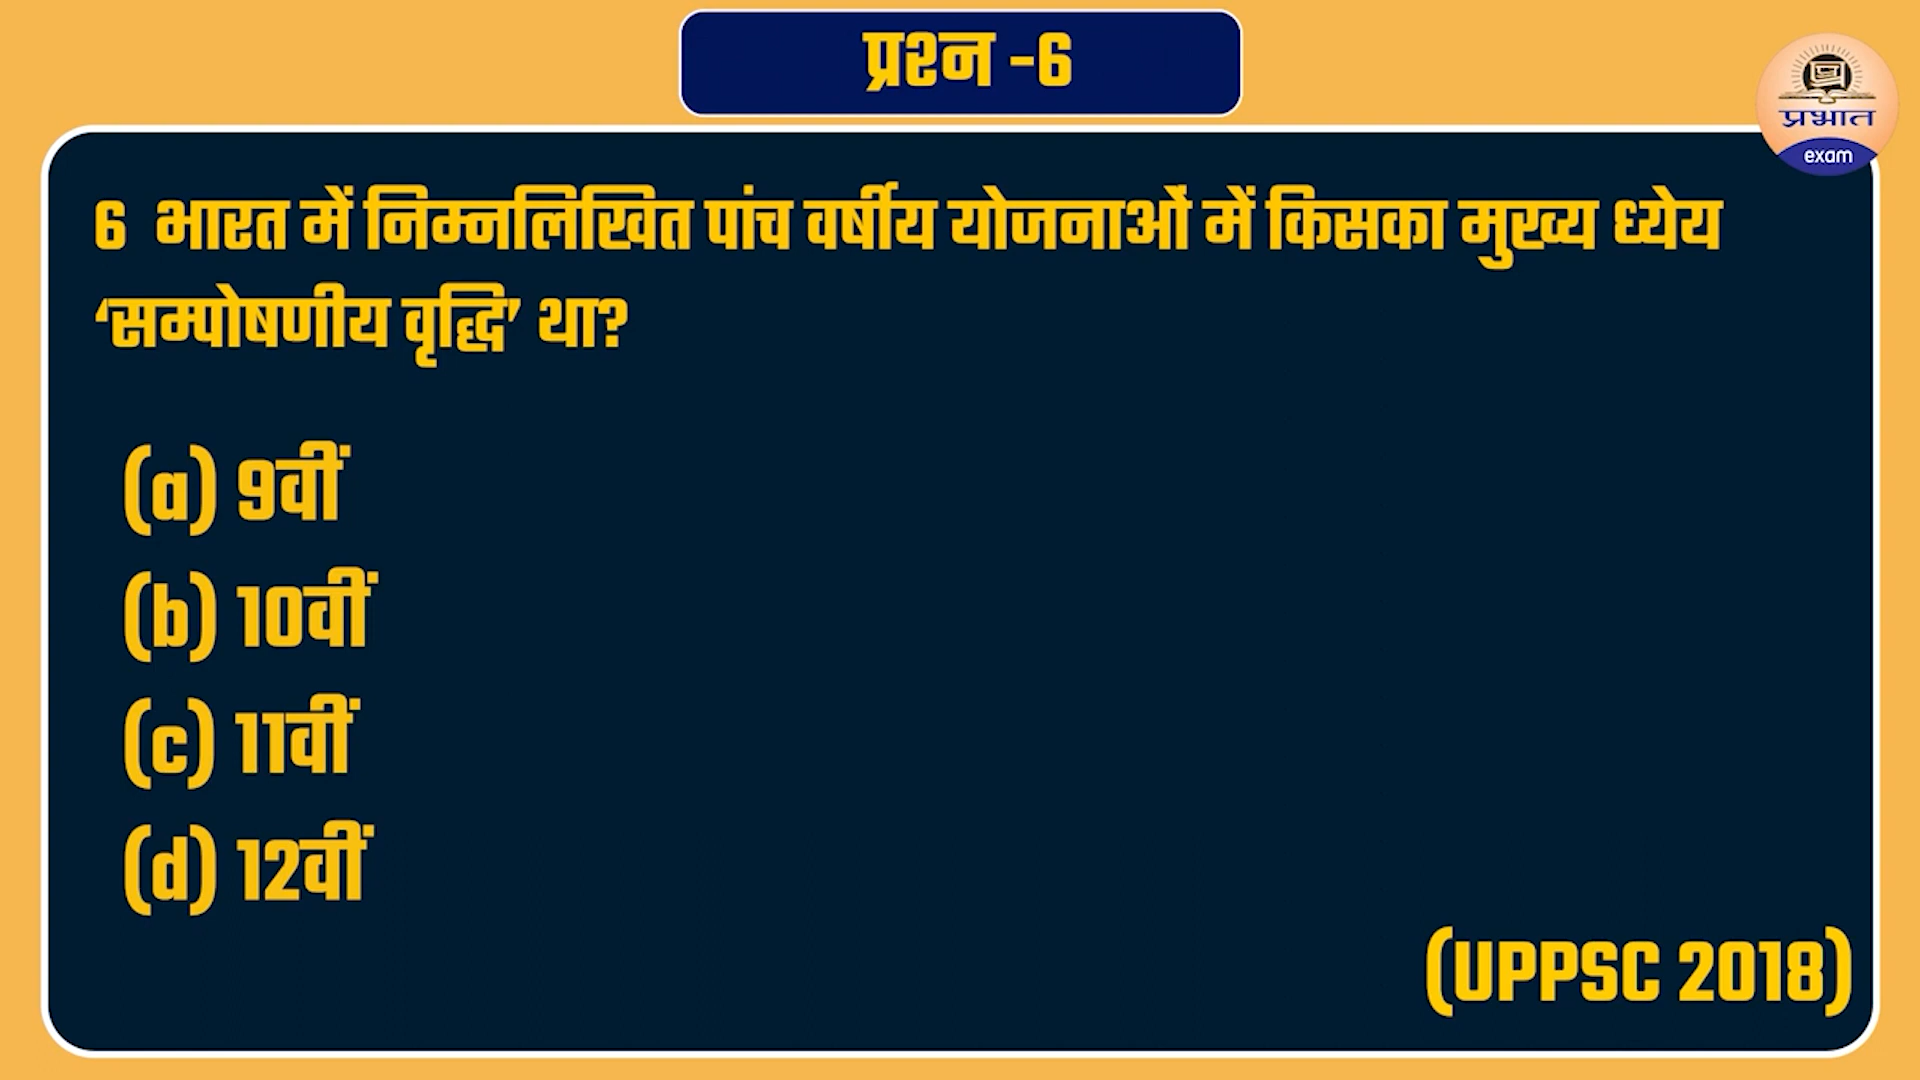 प्रश्न -6
प्रभात
exam
6 भारत में निम्नलिखित पांच वर्षीय योजनाओं में किसका मुख्य ध्येय
‘सम्पोषणीय वृद्धि’ था?
(a) 9वीं
(b) 10वीं
(c) 11वीं
(d) 12वीं
(UPPSC 2018)